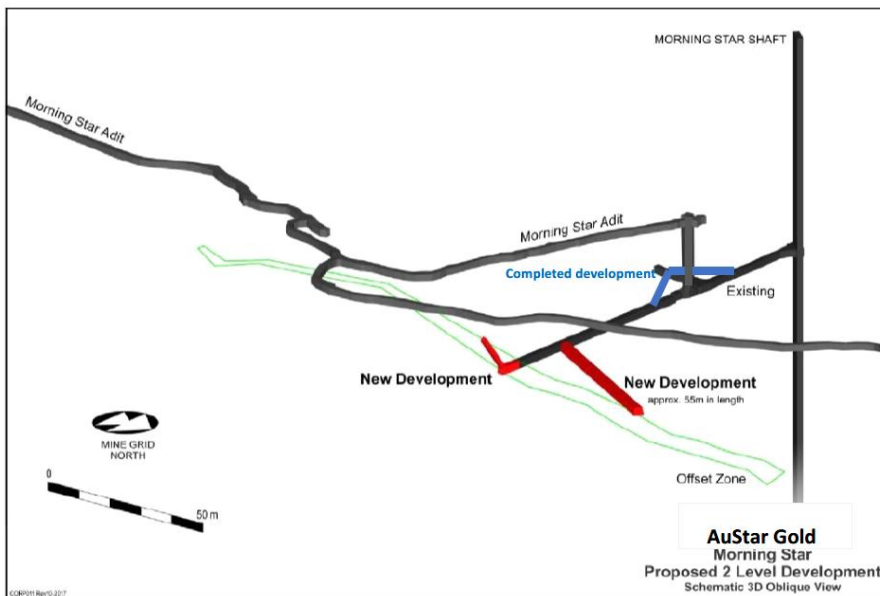 MORNING STAR SHAFT
Morning Star Adit
Morning Star Adit
Completed development
Existing
New Development
New Development
approx. 55m in length
MINE GRID
NORTH
Offset Zone
0
50 m
AuStar Gold
Morning Star
Proposed 2 Level Development
Schematic 3D Oblique View